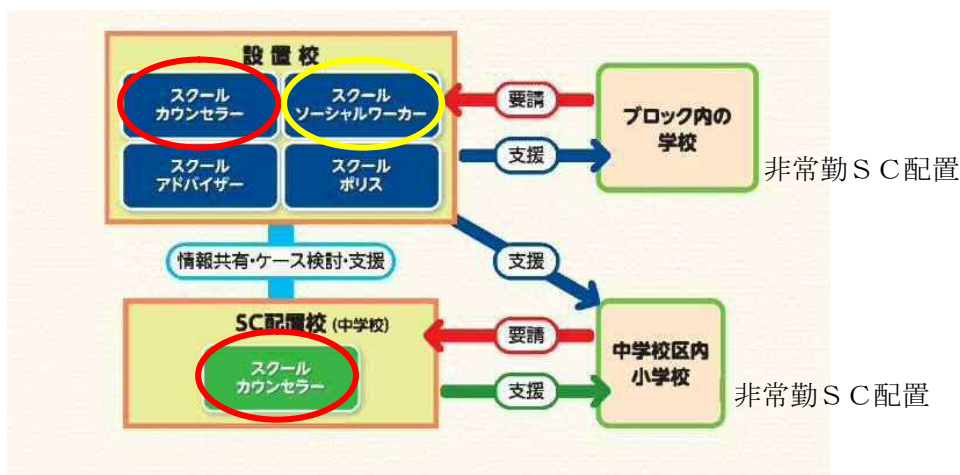 設置校
スクール
カウンセラー
スクール
ソーシャルワーカー
スクール
アドバイザー
スクール
ポリス
要請
支援
ブロック内の
学校
非常勤ＳＣ配置
情報共有・ケース検討・支援
支援
SC配置校(中学校)
スクール
カウンセラー
要請
支援
中学校区内
小学校
非常勤ＳＣ配置